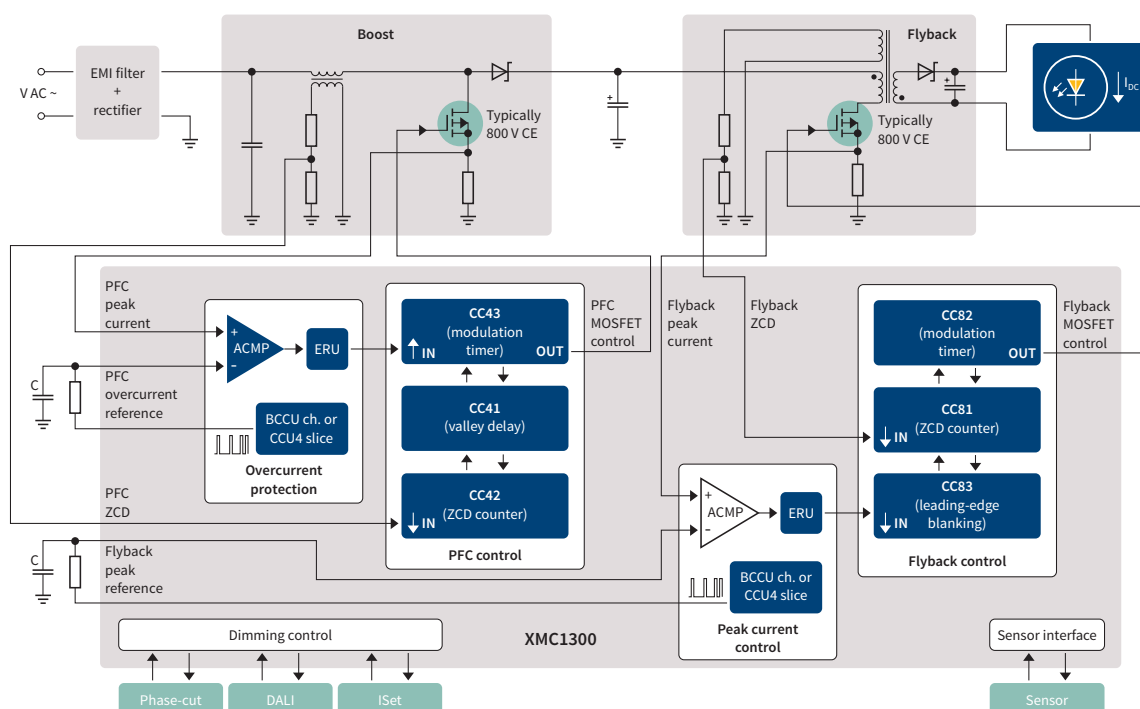 Boost
Flyback
EMI filter
+
rectifier
V AC ~
Typically
800 V CE
+
Typically
800 V CE
+
I DC
PFC
peak
current
+
ACMP
−
ERU
C
PFC
overcurrent
reference
BCCU ch. or
CCU4 slice
Overcurrent
protection
CC43
(modulation
timer)
IN
OUT
CC41
(valley delay)
CC42
(ZCD counter)
IN
PFC control
PFC
MOSFET
control
Flyback
peak
current
Flyback
ZCD
CC82
(modulation
timer)
OUT
CC81
(ZCD counter)
IN
CC83
(leading-edge
blanking)
IN
Flyback control
Flyback
MOSFET
control
PFC
ZCD
C
Flyback
peak
reference
+
ACMP
−
ERU
BCCU ch. or
CCU4 slice
Peak current
control
Dimming control
XMC1300
Sensor interface
Phase-cut
DALI
ISet
Sensor